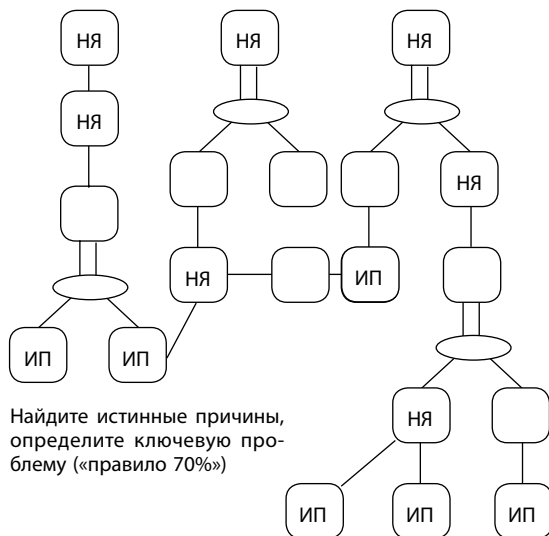 НЯ НЯ НЯ
НЯ
НЯ
НЯ ИП
ИП ИП
Найдите истинные причины,
определите ключевую про-
блему («правило 70%»)
НЯ
ИП ИП ИП